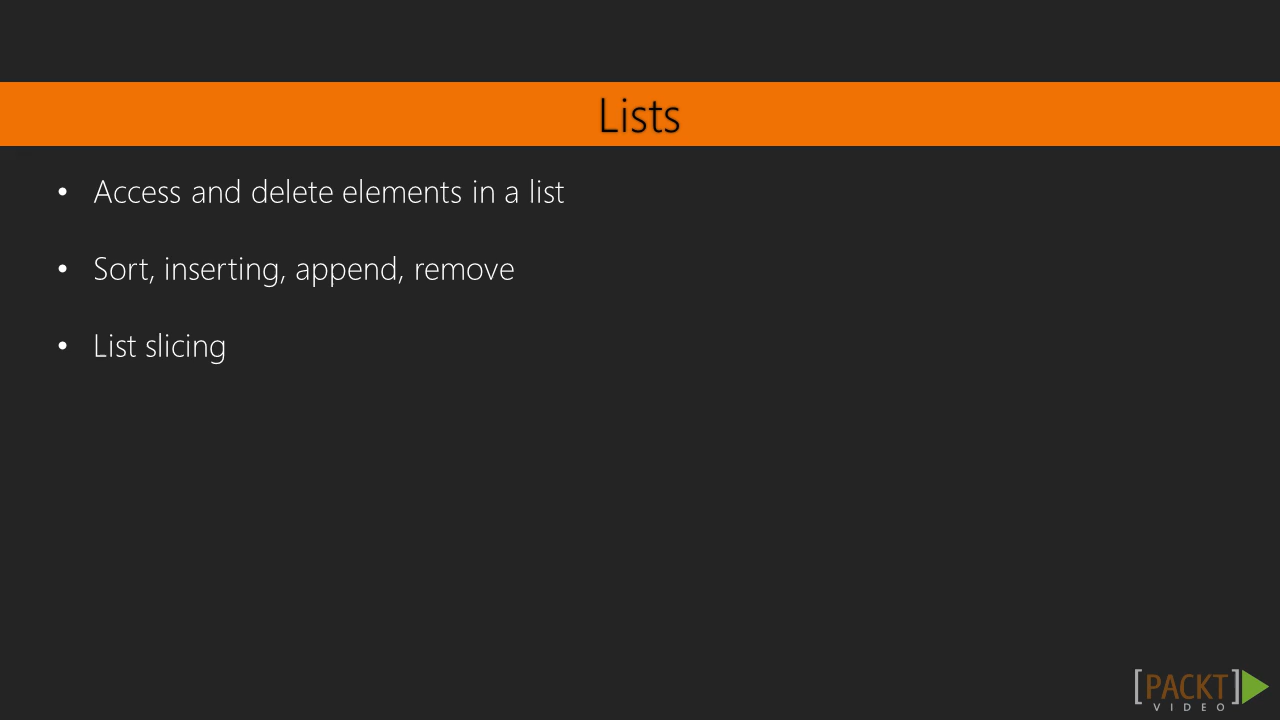 Lists
• Access and delete elements in a list
• Sort, inserting, append, remove
• List slicing
[PACKT]
VIDEO